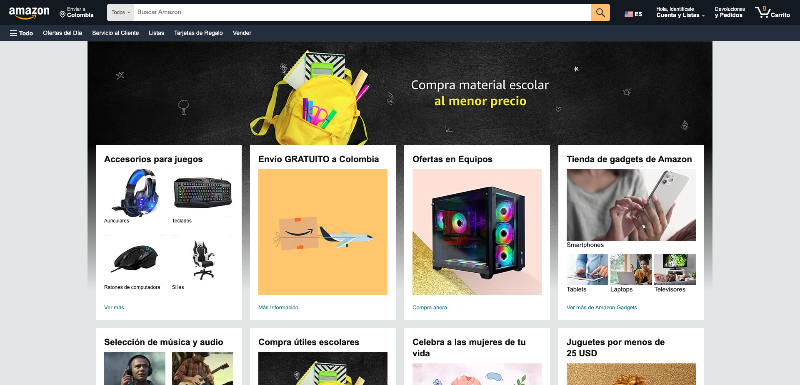 amazon
Enviar a
Colombia
Todos
Buscar Amazon
ES
Hola, Identifícate
Cuenta y Listas
Devoluciones
y Pedidos
0
Carrito
Todo
Ofertas del Día
Servicio al Cliente
Listas
Tarjetas de Regalo
Vender
Compra material escolar
al menor precio
Accesorios para juegos
Auriculares
Teclados
Ratones de computadora
Sillas
Ver más
Envío GRATUITO a Colombia
Más información
Ofertas en Equipos
Compra ahora
Tienda de gadgets de Amazon
Smartphones
Tablets
Laptops
Televisores
Ver más de Amazon Gadgets
Selección de música y audio
Compra útiles escolares
Celebra a las mujeres de tu
vida
Juguetes por menos de
25 USD